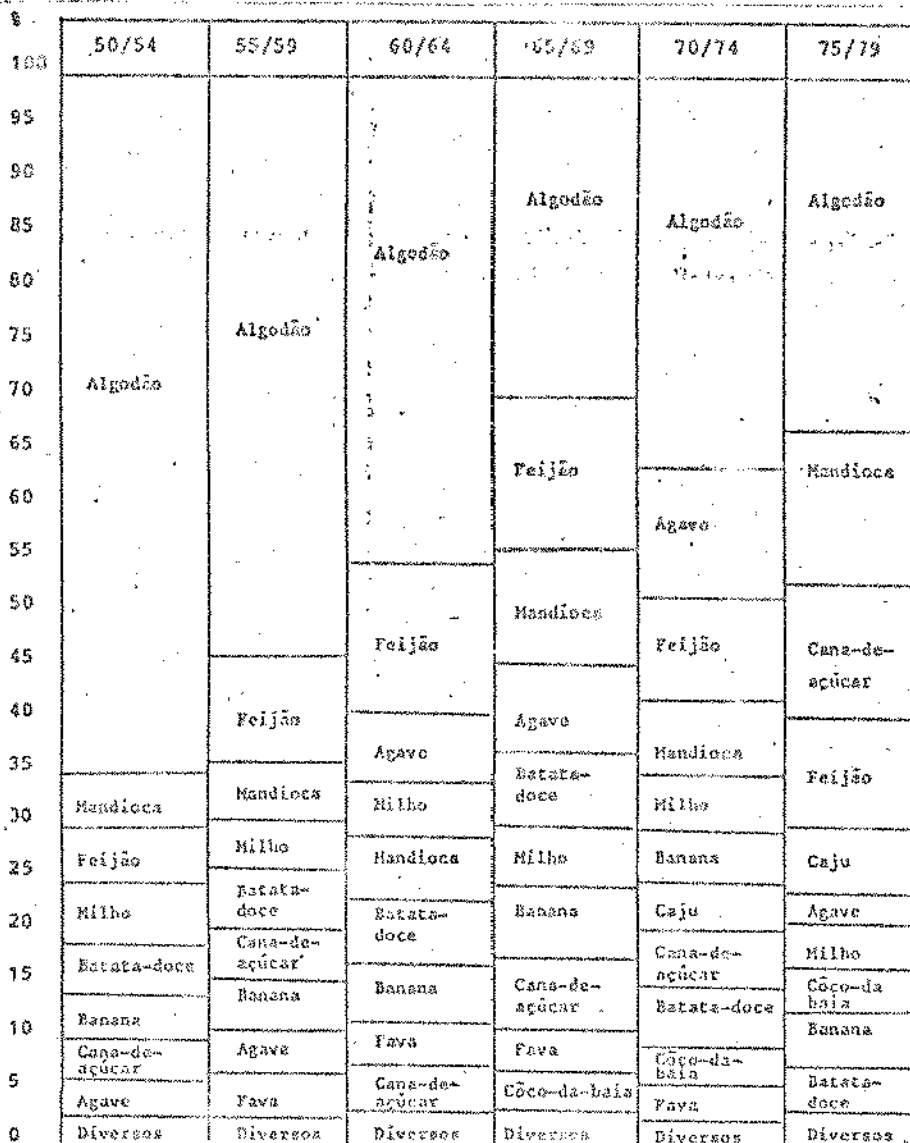 %
50/54 55/59 60/64 65/69 70/74 75/79
100
95
90
85
80
75
70
65
60
55
50
45
40
35
30
25
20
15
10
5
0
Algodão
Mandioca
Feijão
Milho
Batata-doce
Banana
Cana-de-
açúcar
Agave
Diversos
Algodão
Feijão
Mandioca
Milho
Batata-
doce
Cana-de-
açúcar
Banana
Agave
Fava
Diversos
Algodão
Feijão
Agave
Milho
Mandioca
Batata-
doce
Banana
Fava
Cana-de-
açúcar
Diversos
Algodão
Feijão
Mandioca
Agave
Batata-
doce
Milho
Banana
Cana-de-
açúcar
Fava
Côco-da-baia
Diversos
Algodão
Agave
Feijão
Mandioca
Milho
Banana
Caju
Cana-de-
açúcar
Batata-doce
Côco-da-
baia
Fava
Diversos
Algodão
Mandioca
Cana-de-
açúcar
Feijão
Caju
Agave
Milho
Côco-da
baia
Banana
Batata-
doce
Diversos